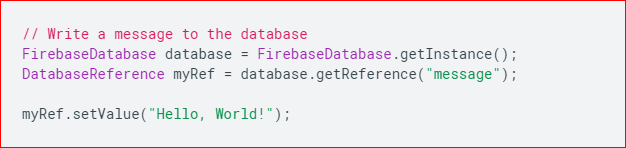 // Write a message to the database
FirebaseDatabase database = FirebaseDatabase.getInstance();
DatabaseReference myRef = database.getReference("message");
myRef.setValue("Hello, World!");